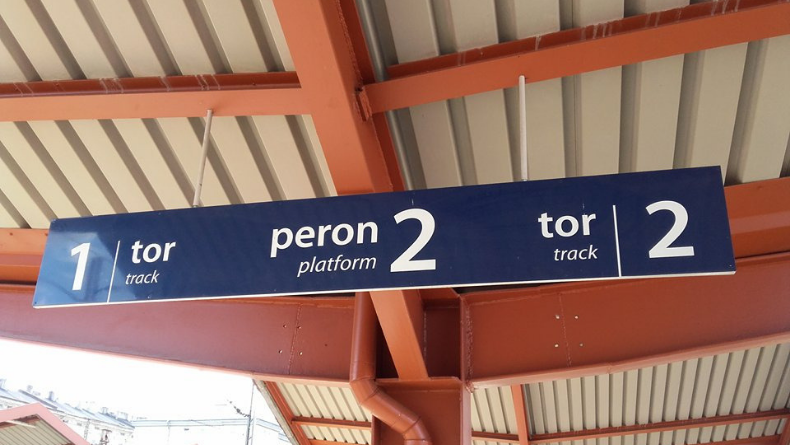 1 tor
track
peron 2
platform
tor 2
track